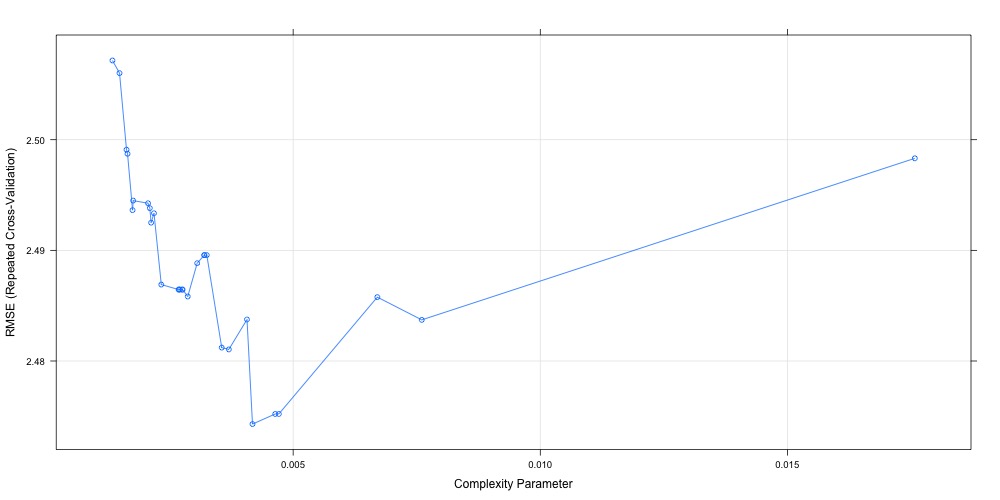 RMSE (Repeated Cross-Validation)
2.50
2.49
2.48
0.005 0.010 0.015
Complexity Parameter